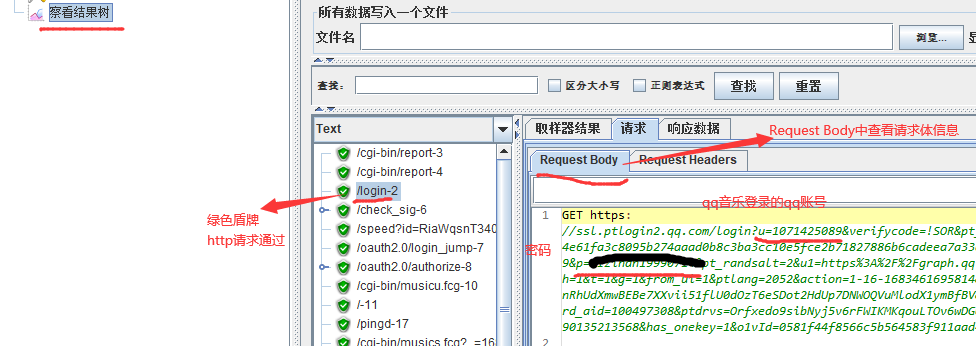 察看结果树
所有数据写入一个文件
文件名
浏览...
查找:
区分大小写
正则表达式
查找
重置
Text
取样器结果
请求
响应数据
Request Body中查看请求体信息
/cgi-bin/report-3
/cgi-bin/report-4
/login-2
/check_sig-6
/speed?id=RiaWqsnT340
/oauth2.0/login_jump-7
/oauth2.0/authorize-8
/cgi-bin/musicu.fcg-10
/-11
/pingd-17
/cgi-bin/musics.fcg?_=16
绿色盾牌
http请求通过
Request Body
Request Headers
qq音乐登录的qq账号
密码
1
GET https:
//ssl.ptlogin2.qq.com/login?u=1071425089&verifycode=!SOR&pt
4e61fa3c8095b274aaad0b8c3ba3cc10e5fce2b71827886b6cadeea7a33
pt_randsalt=2&u1=https%3A%2F%2Fgraph.qq
h=1&t=1&g=1&from_ui=1&ptlang=2052&action=1-16-1683461695814
rd_aid=100497308&ptdrvs=Orfxedo9sibNyj5v6rFWIKMKqouLTOv6wDG
90135213568&has_onekey=1&o1vId=0581f44f8566c5b564583f911aad
2